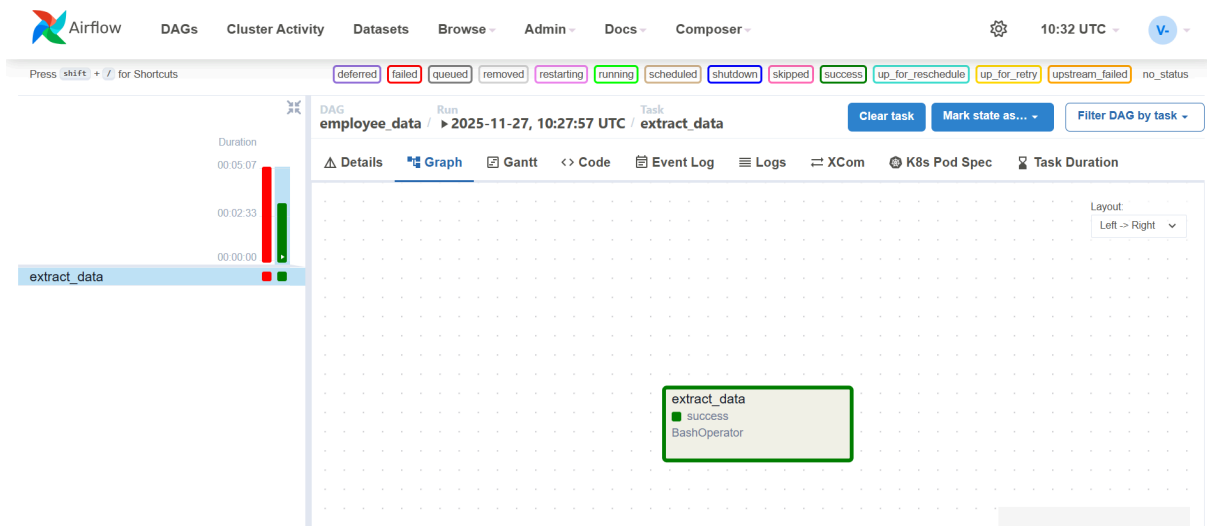 Airflow DAGs Cluster Activity Datasets Browse Admin Docs Composer 10:32 UTC V-
Press shift + / for Shortcuts deferred failed queued removed restarting running scheduled shutdown skipped success up_for_reschedule up_for_retry upstream_failed no_status
DAG Run Task
employee_data / 2025-11-27, 10:27:57 UTC / extract_data Clear task Mark state as... Filter DAG by task
Duration
00:05:07
00:02:33
00:00:00
extract_data
Details Graph Gantt Code Event Log Logs XCom K8s Pod Spec Task Duration
Layout:
Left -> Right
extract_data
success
BashOperator